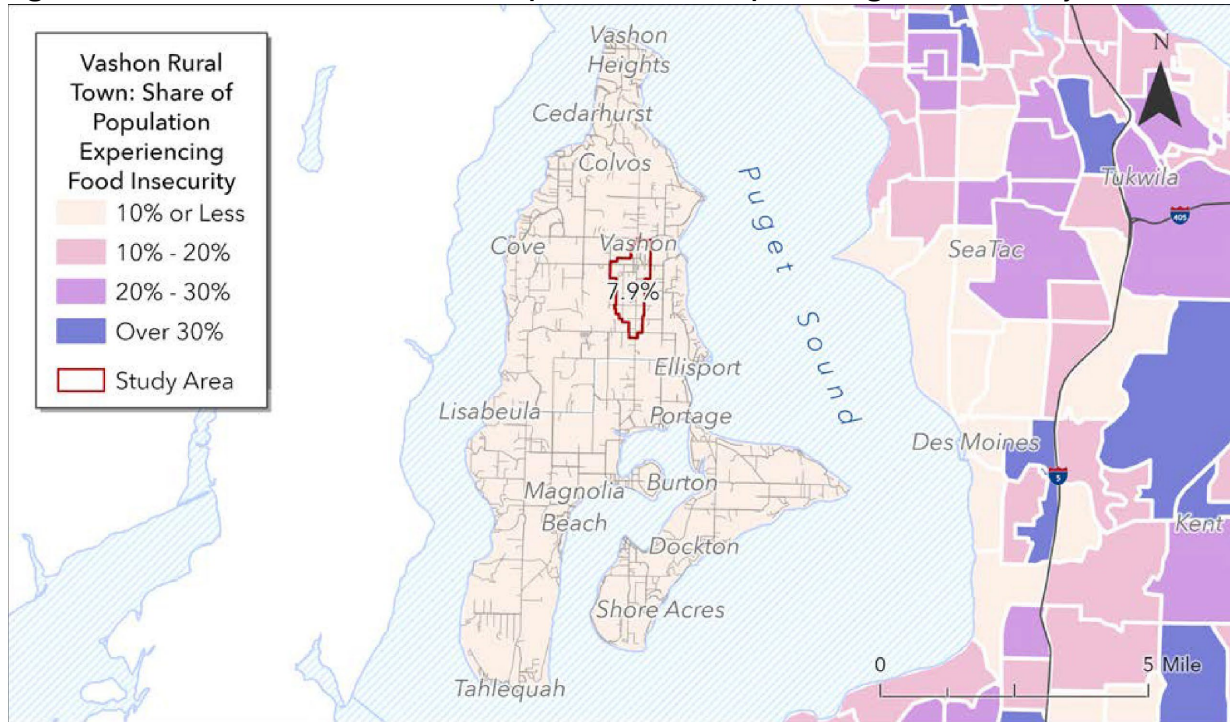 Vashon Rural
Town: Share of
Population
Experiencing
Food Insecurity
10% or Less
10% - 20%
20% - 30%
Over 30%
Study Area
Vashon
Heights
Cedarhurst
Colvos
Cove
Vashon
7.9%
Ellisport
Lisabeula
Portage
Magnolia
Beach
Burton
Dockton
Shore Acres
Tahlequah
Puget Sound
N
Tukwila
405
SeaTac
Des Moines
5
Kent
0
5 Mile